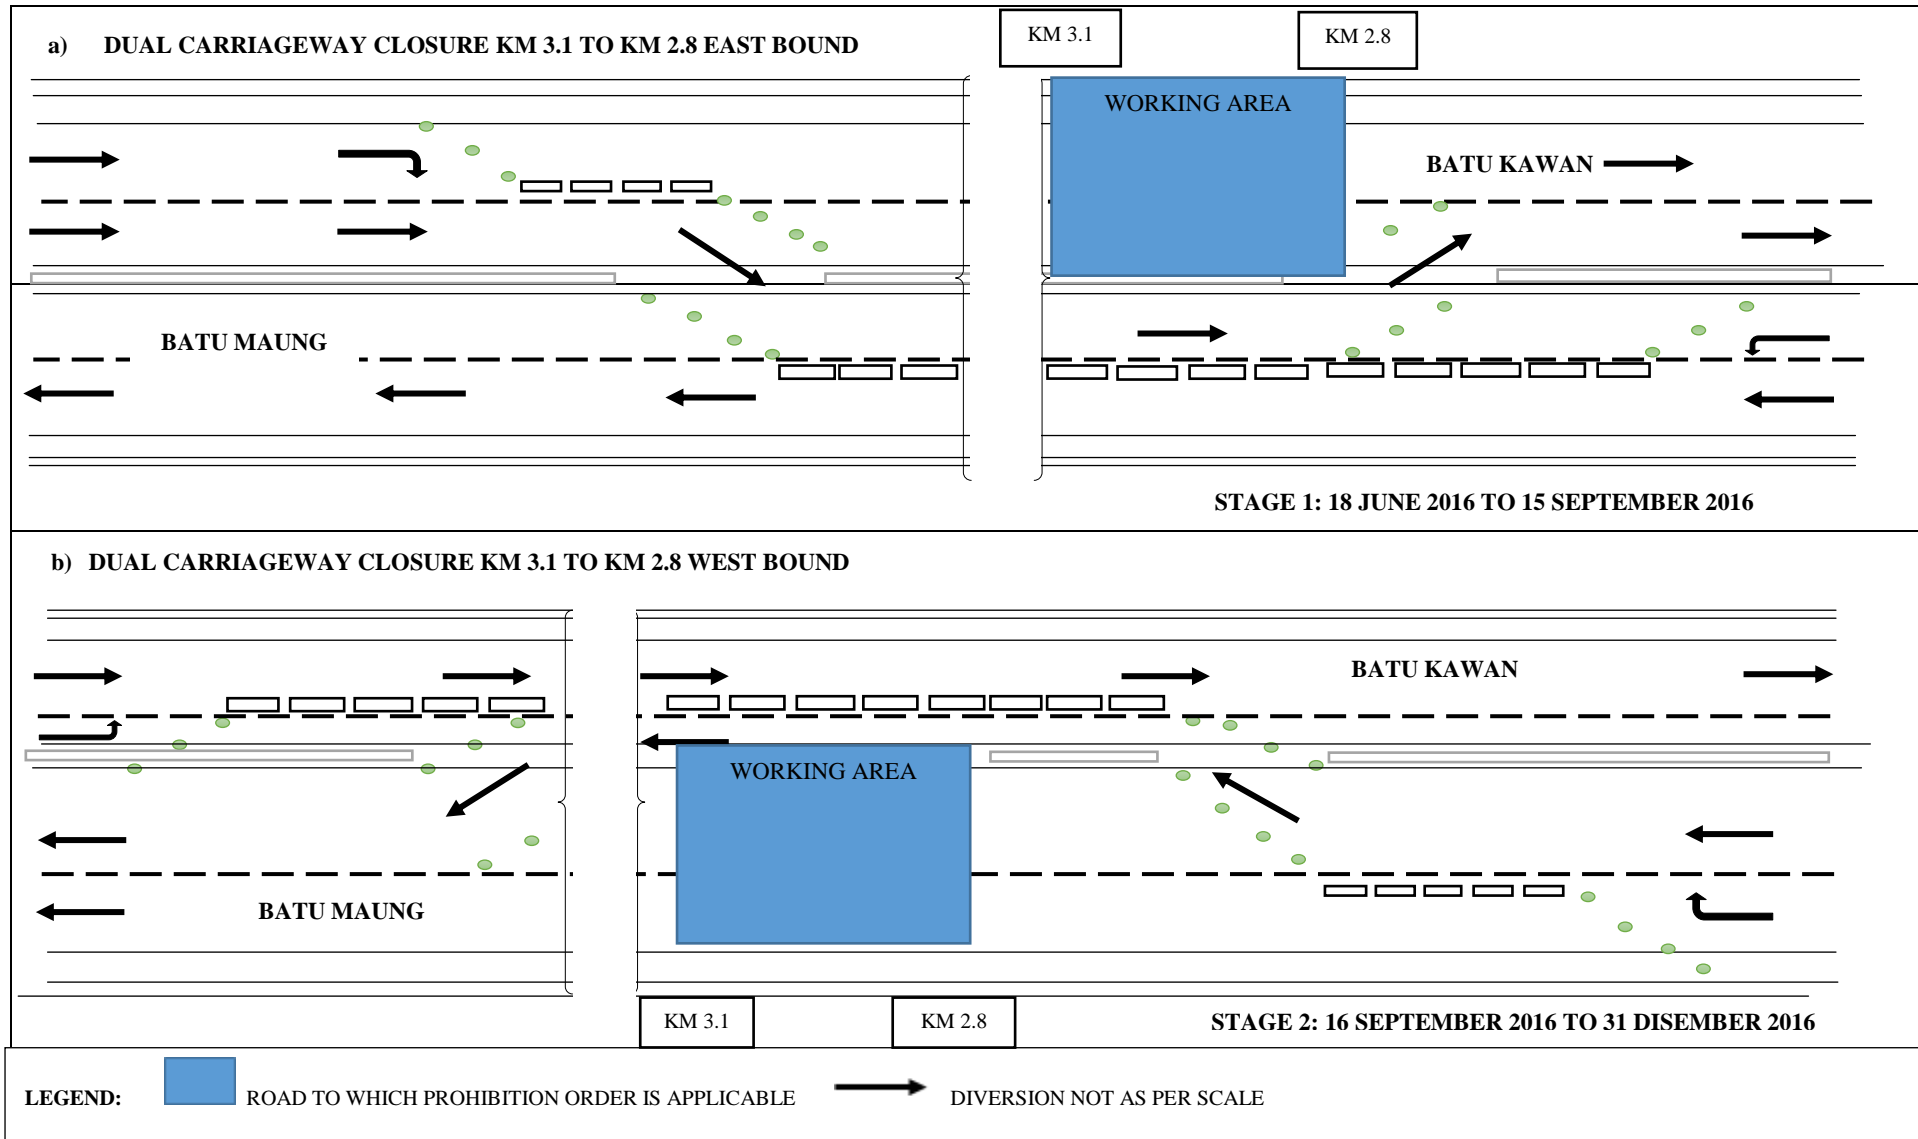 a) DUAL CARRIAGEWAY CLOSURE KM 3.1 TO KM 2.8 EAST BOUND
KM 3.1
KM 2.8
WORKING AREA
BATU KAWAN
BATU MAUNG
STAGE 1: 18 JUNE 2016 TO 15 SEPTEMBER 2016
b) DUAL CARRIAGEWAY CLOSURE KM 3.1 TO KM 2.8 WEST BOUND
BATU KAWAN
WORKING AREA
BATU MAUNG
KM 3.1
KM 2.8
STAGE 2: 16 SEPTEMBER 2016 TO 31 DISEMBER 2016
LEGEND: ROAD TO WHICH PROHIBITION ORDER IS APPLICABLE DIVERSION NOT AS PER SCALE